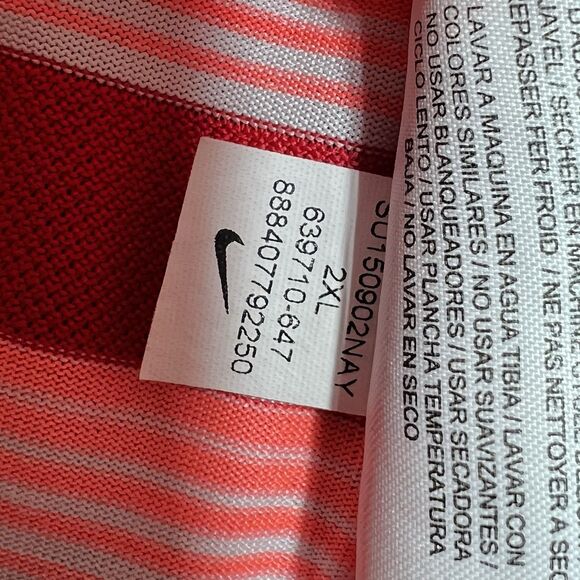 SU150902NAY
2XL
639710-647
888407792250
JAVEL / SECHER EN
REPASSER FER FROID / NE PAS NETTOYER A SEC
LAVAR A MAQUINA EN AGUA TIBIA / LAVAR CON
COLORES SIMILARES / NO USAR SUAVIZANTES /
NO USAR BLANQUEADORES / USAR SECADORA
CICLO LENTO / USAR PLANCHA TEMPERATURA
BAJA / NO LAVAR EN SECO